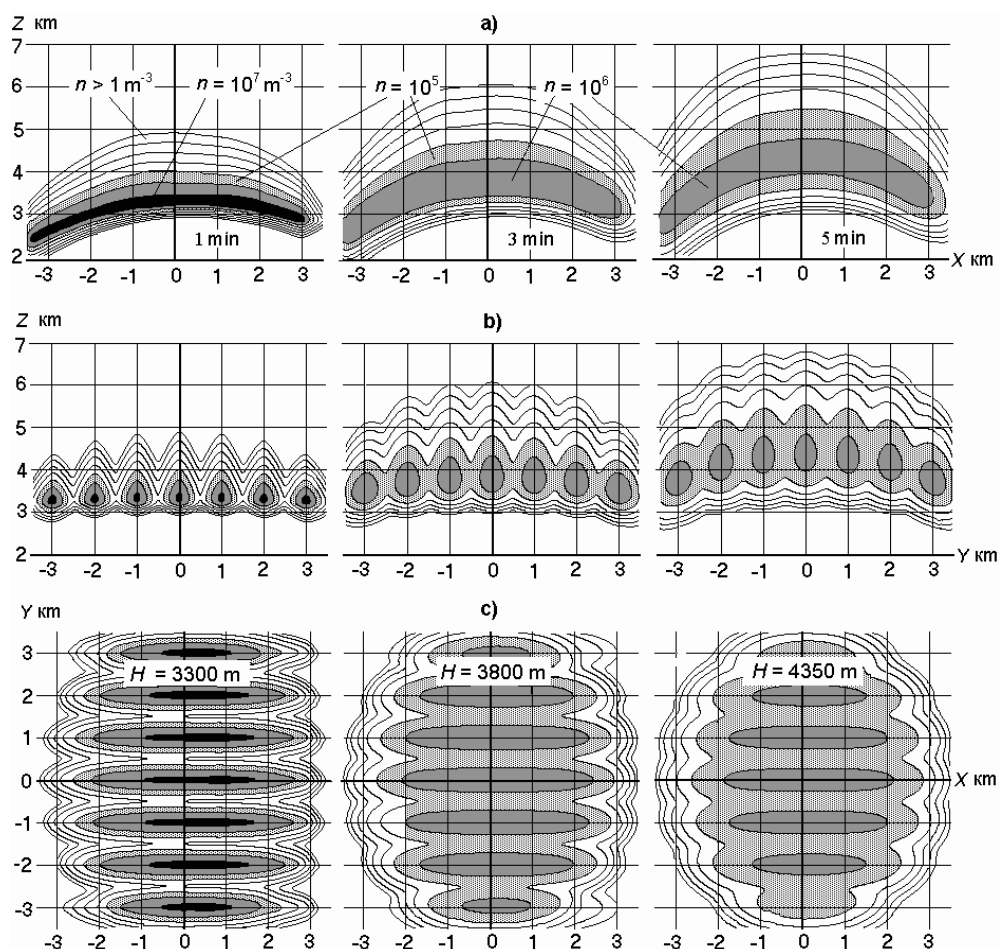 Z км a)
7
6
5
4
3
2
n > 1 m⁻³ n = 10⁷ m⁻³ n = 10⁵ n = 10⁶
1 min 3 min 5 min
-3 -2 -1 0 1 2 3 -3 -2 -1 0 1 2 3 -3 -2 -1 0 1 2 3 X км
Z км b)
7
6
5
4
3
2
-3 -2 -1 0 1 2 3 -3 -2 -1 0 1 2 3 -3 -2 -1 0 1 2 3 Y км
Y км c)
3
H = 3300 m H = 3800 m H = 4350 m
2
1
0 X км
-1
-2
-3
-3 -2 -1 0 1 2 3 -3 -2 -1 0 1 2 3 -3 -2 -1 0 1 2 3